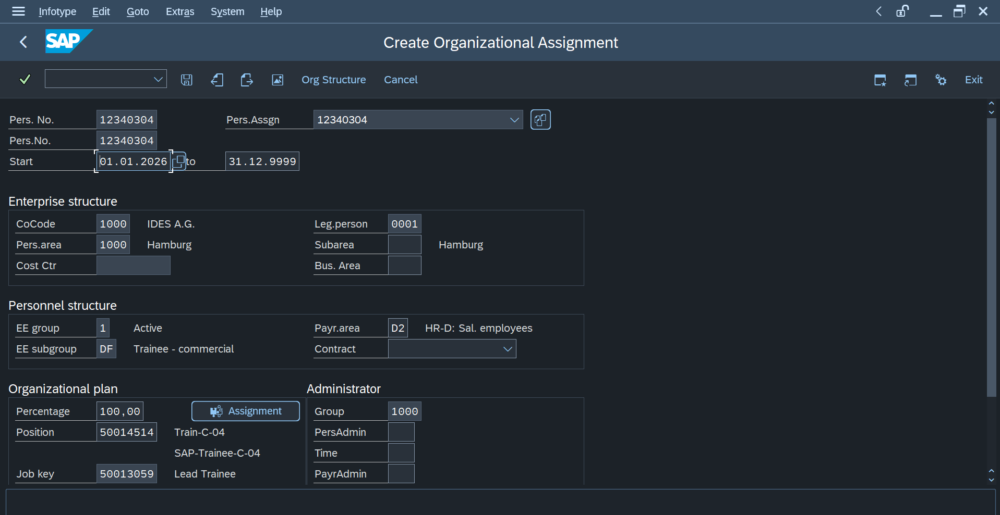 Infotype Edit Goto Extras System Help
SAP Create Organizational Assignment
Org Structure Cancel Exit
Pers. No. 12340304 Pers.Assgn 12340304
Pers.No. 12340304
Start 01.01.2026 to 31.12.9999
Enterprise structure
CoCode 1000 IDES A.G. Leg.person 0001
Pers.area 1000 Hamburg Subarea Hamburg
Cost Ctr Bus. Area
Personnel structure
EE group 1 Active Payr.area D2 HR-D: Sal. employees
EE subgroup DF Trainee - commercial Contract
Organizational plan Administrator
Percentage 100,00 Assignment Group 1000
Position 50014514 Train-C-04 PersAdmin
SAP-Trainee-C-04 Time
Job key 50013059 Lead Trainee PayrAdmin